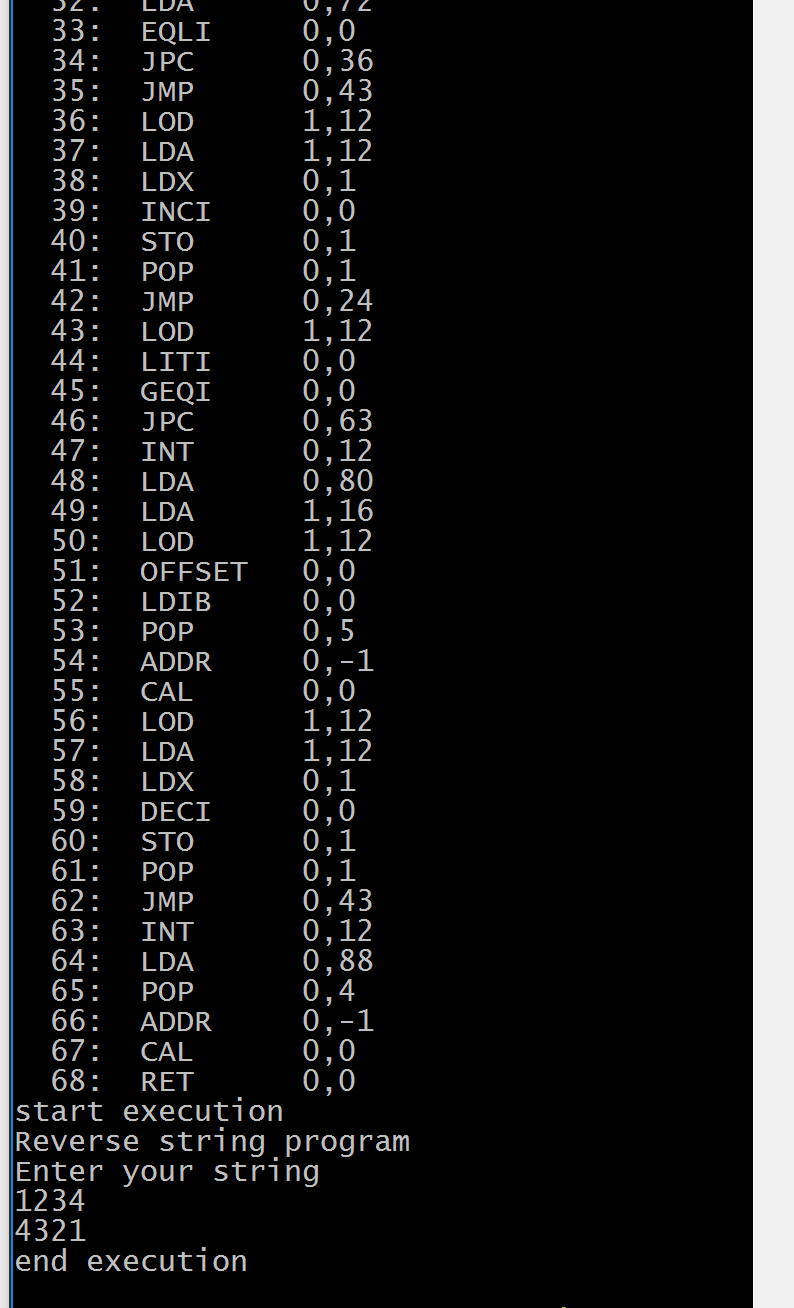 32: LDA 0,72
33: EQLI 0,0
34: JPC 0,36
35: JMP 0,43
36: LOD 1,12
37: LDA 1,12
38: LDX 0,1
39: INCI 0,0
40: STO 0,1
41: POP 0,1
42: JMP 0,24
43: LOD 1,12
44: LITI 0,0
45: GEQI 0,0
46: JPC 0,63
47: INT 0,12
48: LDA 0,80
49: LDA 1,16
50: LOD 1,12
51: OFFSET 0,0
52: LDIB 0,0
53: POP 0,5
54: ADDR 0,-1
55: CAL 0,0
56: LOD 1,12
57: LDA 1,12
58: LDX 0,1
59: DECI 0,0
60: STO 0,1
61: POP 0,1
62: JMP 0,43
63: INT 0,12
64: LDA 0,88
65: POP 0,4
66: ADDR 0,-1
67: CAL 0,0
68: RET 0,0
start execution
Reverse string program
Enter your string
1234
4321
end execution